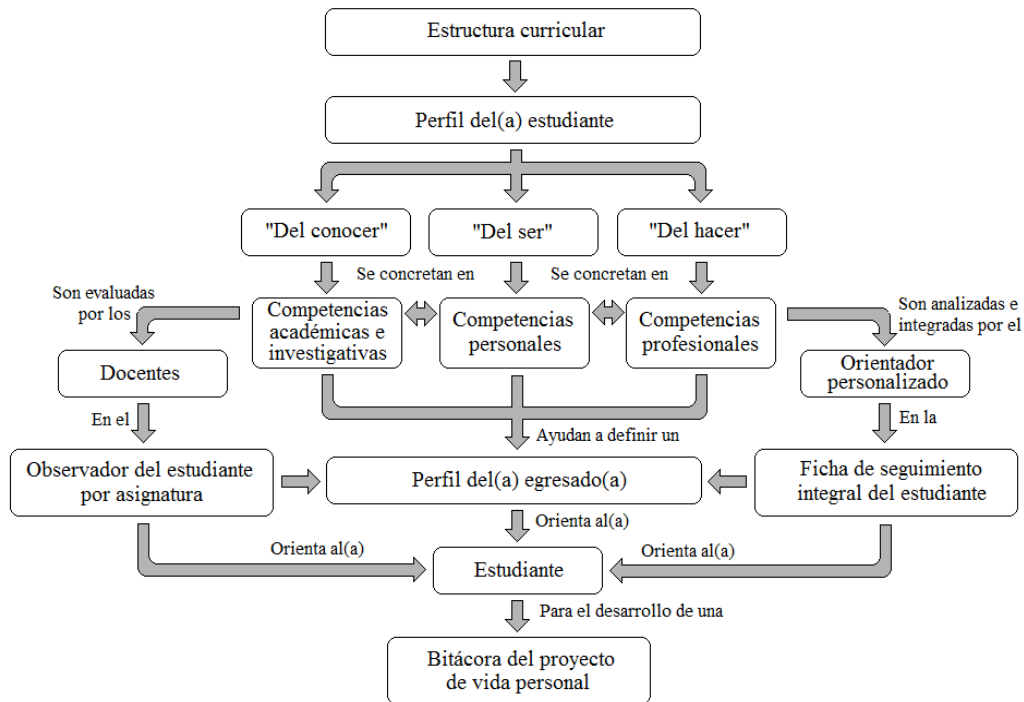 Estructura curricular
Perfil del(a) estudiante
"Del conocer"
"Del ser"
"Del hacer"
Se concretan en
Se concretan en
Son evaluadas
por los
Competencias
académicas e
investigativas
Competencias
personales
Competencias
profesionales
Son analizadas e
integradas por el
Docentes
Orientador
personalizado
En el
Ayudan a definir un
En la
Observador del estudiante
por asignatura
Perfil del(a) egresado(a)
Ficha de seguimiento
integral del estudiante
Orienta al(a)
Orienta al(a)
Orienta al(a)
Estudiante
Para el desarrollo de una
Bitácora del proyecto
de vida personal